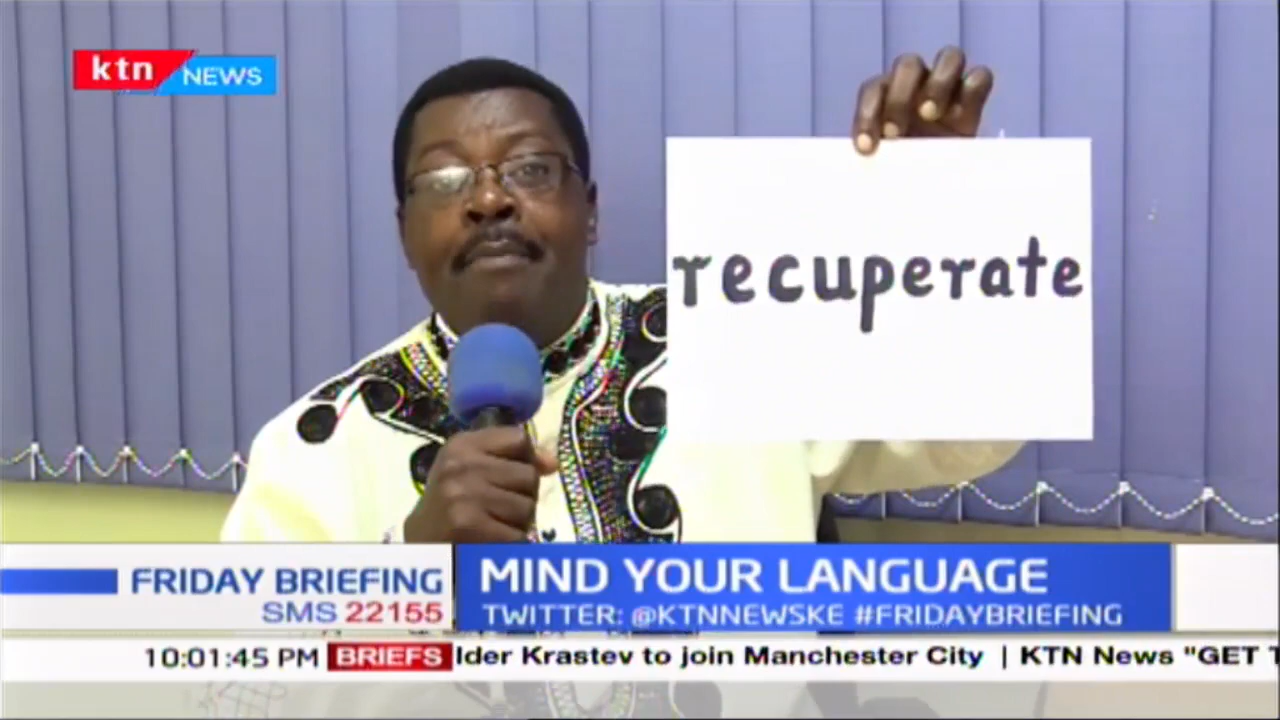 ktn NEWS
recuperate
FRIDAY BRIEFING
SMS 22155
MIND YOUR LANGUAGE
TWITTER: @KTNNEWSKE #FRIDAYBRIEFING
10:01:45 PM BRIEFS lder Krastev to join Manchester City | KTN News "GET